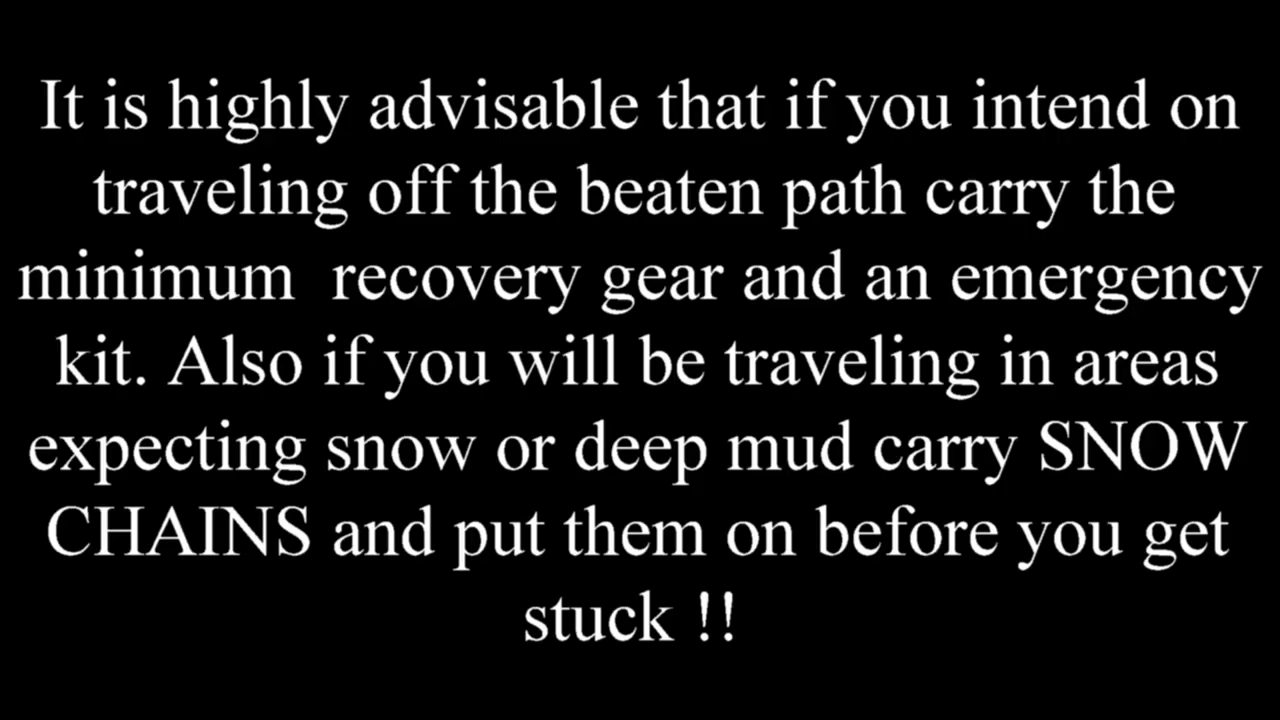 It is highly advisable that if you intend on
traveling off the beaten path carry the
minimum  recovery gear and an emergency
kit. Also if you will be traveling in areas
expecting snow or deep mud carry SNOW
CHAINS and put them on before you get
stuck !!